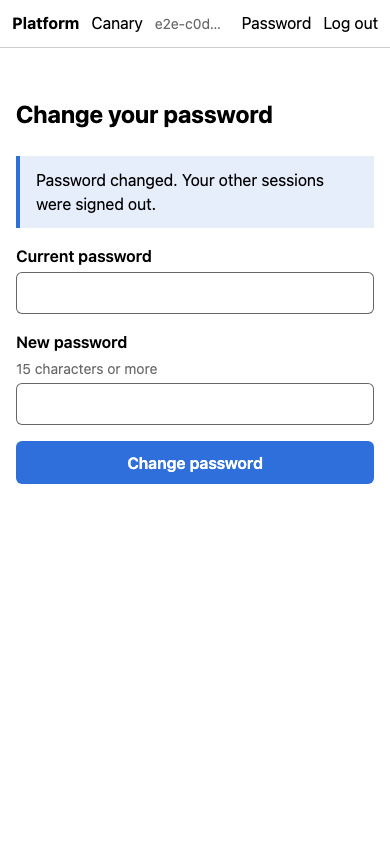 Platform Canary e2e-c0d... Password Log out
Change your password
Password changed. Your other sessions
were signed out.
Current password
New password
15 characters or more
Change password